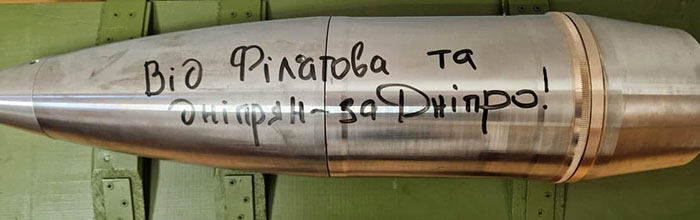 Від Філатова та
дніпрян-за Дніпро!